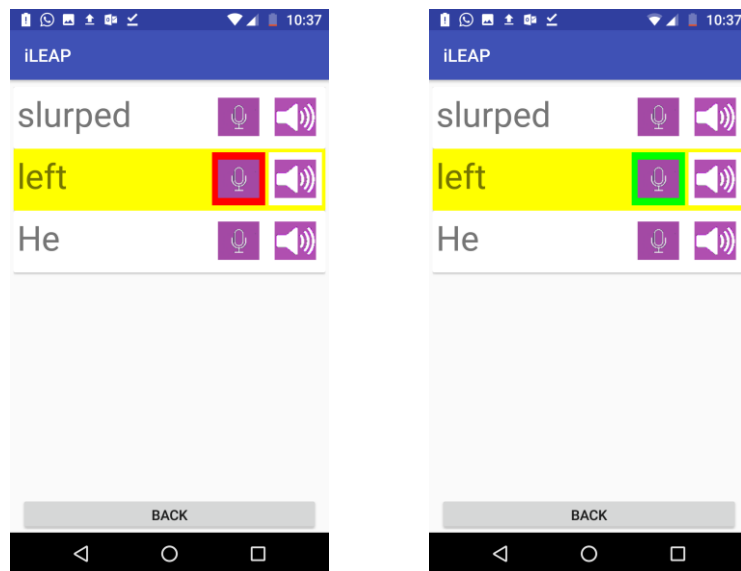 10:37
iLEAP
slurped
left
He
BACK
10:37
iLEAP
slurped
left
He
BACK